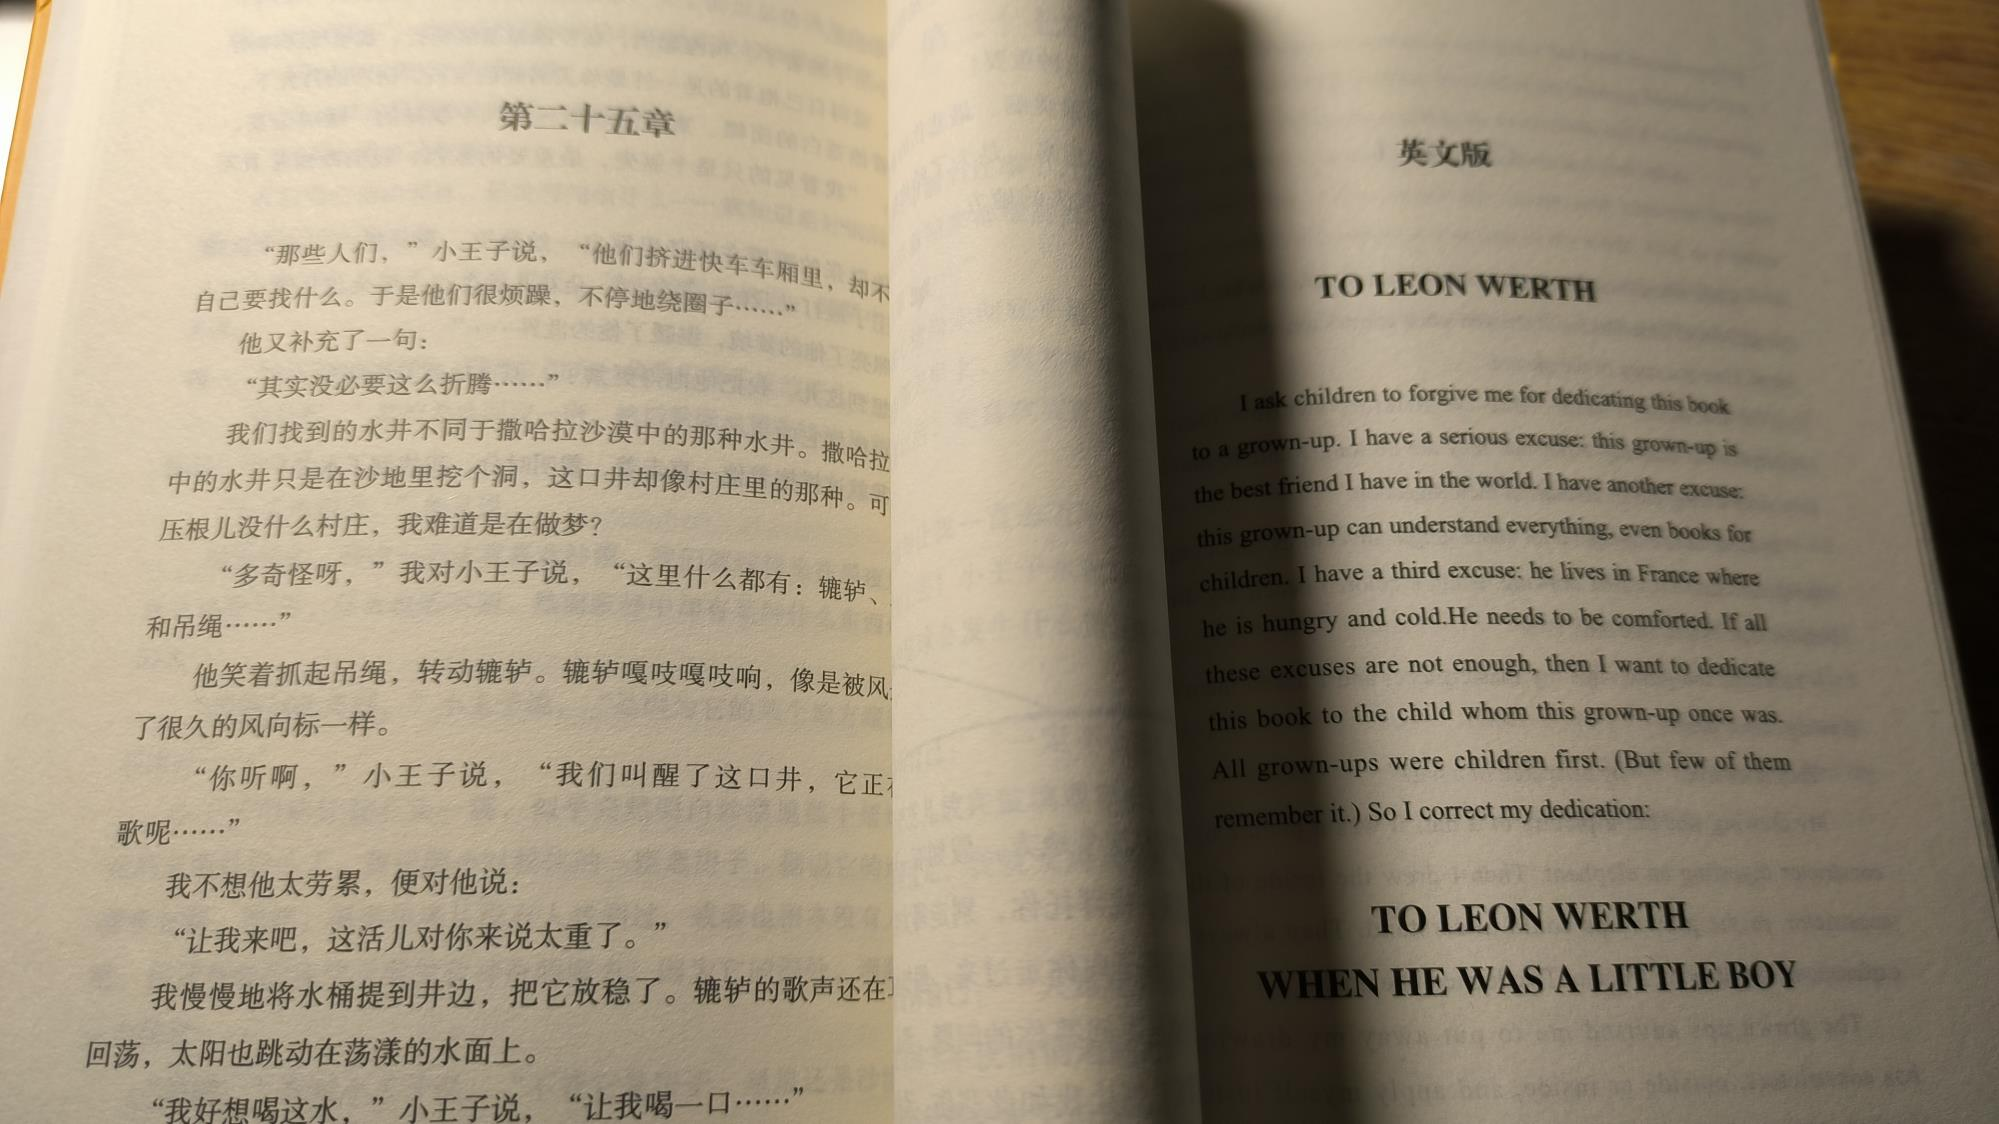 第二十五章
“那些人们，”小王子说，“他们挤进快车车厢里，却不
自己要找什么。于是他们很烦躁，不停地绕圈子……”
他又补充了一句：
“其实没必要这么折腾……”
我们找到的水井不同于撒哈拉沙漠中的那种水井。撒哈拉
中的水井只是在沙地里挖个洞，这口井却像村庄里的那种。可
压根儿没什么村庄，我难道是在做梦？
“多奇怪呀，”我对小王子说，“这里什么都有：辘轳、
和吊绳……”
他笑着抓起吊绳，转动辘轳。辘轳嘎吱嘎吱响，像是被风
了很久的风向标一样。
“你听啊，”小王子说，“我们叫醒了这口井，它正
歌呢……”
我不想他太劳累，便对他说：
“让我来吧，这活儿对你来说太重了。”
我慢慢地将水桶提到井边，把它放稳了。辘轳的歌声还在
回荡，太阳也跳动在荡漾的水面上。
“我好想喝这水，”小王子说，“让我喝一口……”
英文版
TO LEON WERTH
I ask children to forgive me for dedicating this book
to a grown-up. I have a serious excuse: this grown-up is
the best friend I have in the world. I have another excuse:
this grown-up can understand everything, even books for
children. I have a third excuse: he lives in France where
he is hungry and cold.He needs to be comforted. If all
these excuses are not enough, then I want to dedicate
this book to the child whom this grown-up once was.
All grown-ups were children first. (But few of them
remember it.) So I correct my dedication:
TO LEON WERTH
WHEN HE WAS A LITTLE BOY